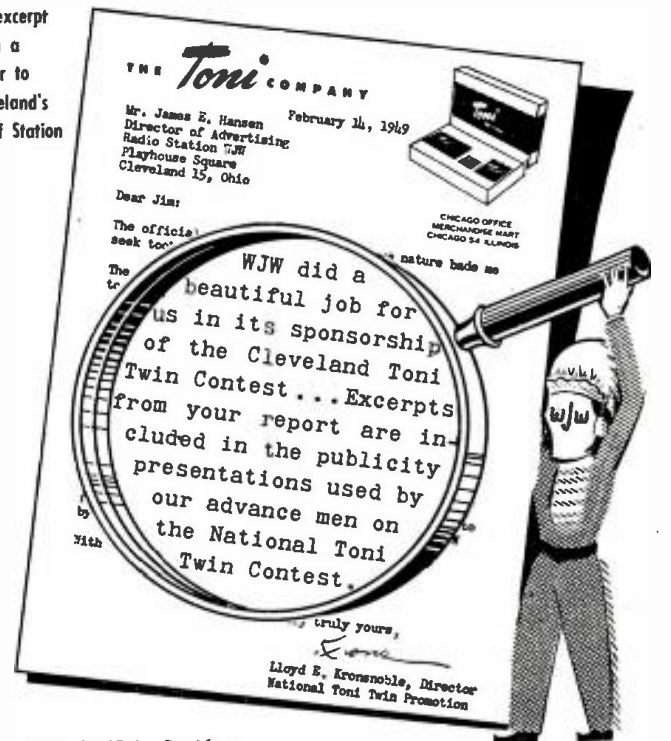 excerpt
a
r to
eland's
f Station
THE Toni COMPANY
February 14, 1949
Mr. James E. Hansen
Director of Advertising
Radio Station WJW
Playhouse Square
Cleveland 15, Ohio
Toni
CHICAGO OFFICE
MERCHANDISE MART
CHICAGO 54 ILLINOIS
Dear Jim:
The official
nature bade me
seek
The
WJW did a
beautiful job for
us in its sponsorship
of the Cleveland Toni
Twin Contest...Excerpts
from your report are in-
cluded in the publicity
presentations used by
our advance men on
the National Toni
Twin Contest.
by
to
With
truly yours,
Lloyd E. Kronsnoble, Director
National Toni Twin Promotion
WJW